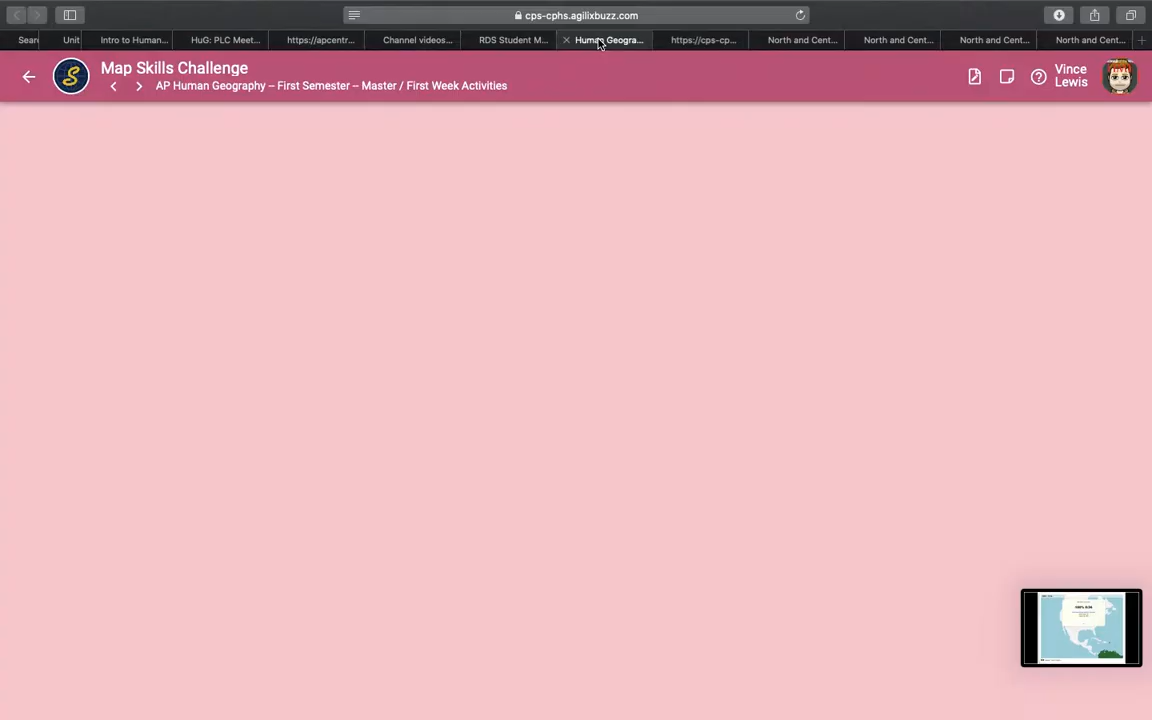 cps-cphs.agilixbuzz.com
Sear
Unit
Intro to Human...
HuG: PLC Meet...
https://apcentr...
Channel videos...
RDS Student M...
Human Geogra...
https://cps-cp...
North and Cent...
North and Cent...
North and Cent...
North and Cent...
Map Skills Challenge
AP Human Geography – First Semester – Master / First Week Activities
Vince
Lewis